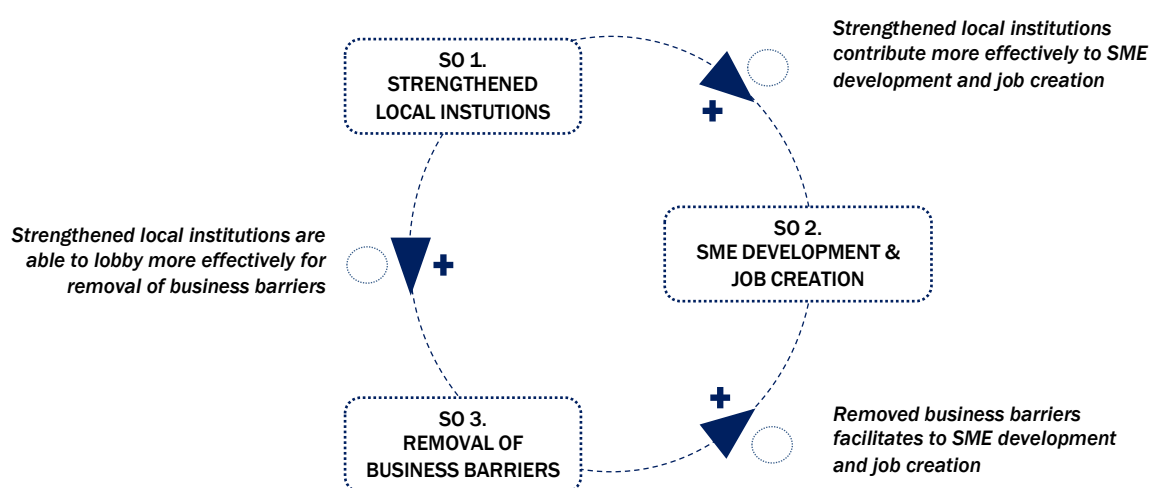 SO 1.
STRENGTHENED
LOCAL INSTUTIONS
Strengthened local institutions
contribute more effectively to SME
development and job creation
+
Strengthened local institutions are
able to lobby more effectively for
removal of business barriers
+
SO 2.
SME DEVELOPMENT &
JOB CREATION
SO 3.
REMOVAL OF
BUSINESS BARRIERS
+
Removed business barriers
facilitates to SME development
and job creation